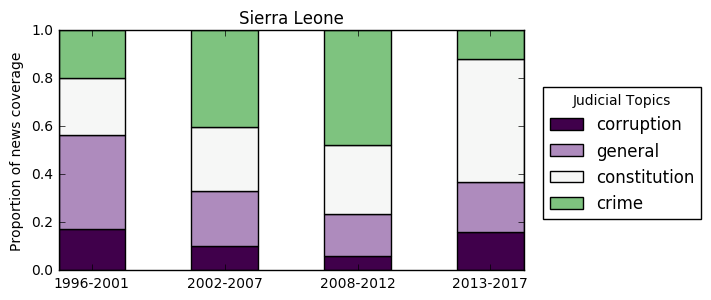 Sierra Leone
Proportion of news coverage
1.0
0.8
0.6
0.4
0.2
0.0
1996-2001 2002-2007 2008-2012 2013-2017
Judicial Topics
corruption
general
constitution
crime